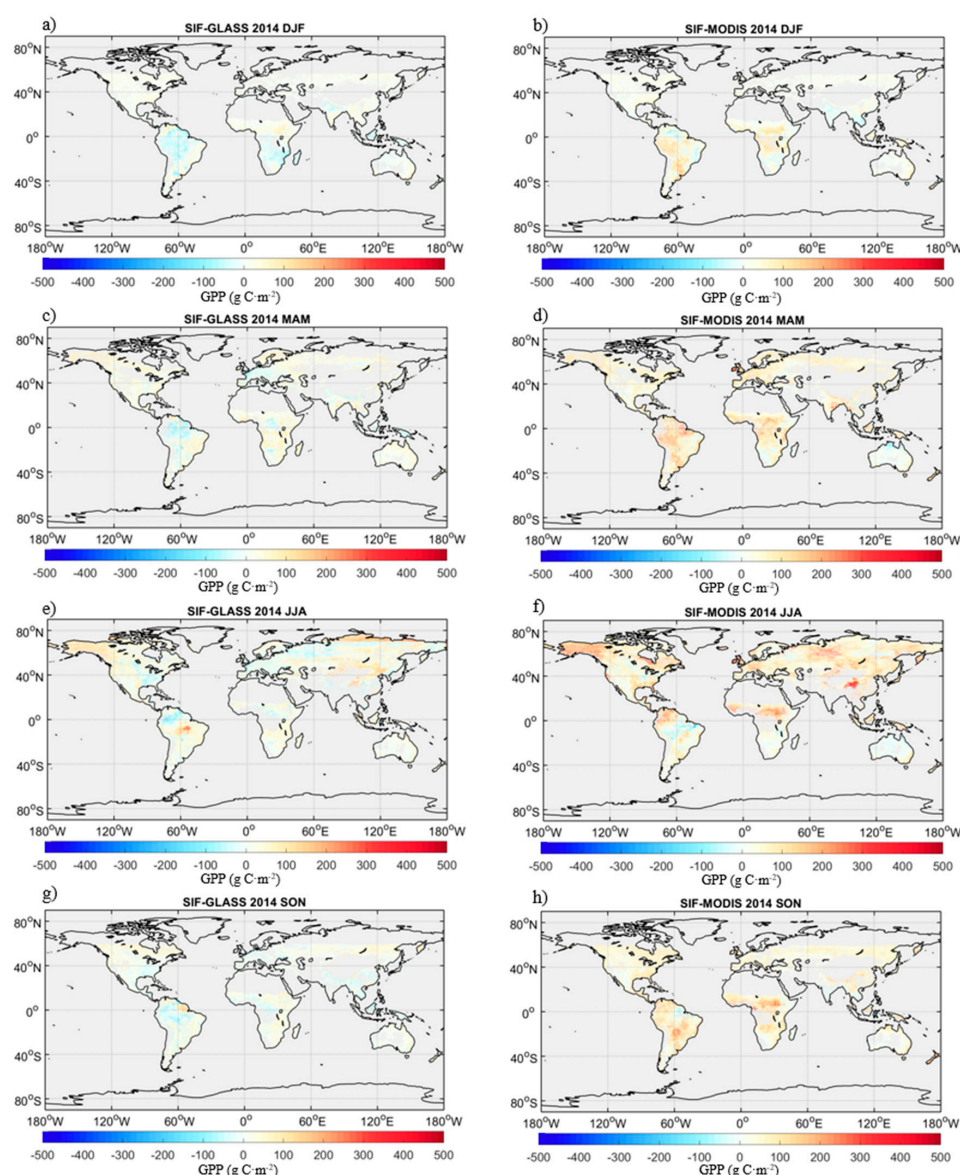 a) SIF-GLASS 2014 DJF
80°N
40°N
0°
40°S
80°S
180°W 120°W 60°W 0° 60°E 120°E 180°W
-500 -400 -300 -200 -100 0 100 200 300 400 500
GPP (g C·m⁻²)
b) SIF-MODIS 2014 DJF
80°N
40°N
0°
40°S
80°S
180°W 120°W 60°W 0° 60°E 120°E 180°W
-500 -400 -300 -200 -100 0 100 200 300 400 500
GPP (g C·m⁻²)
c) SIF-GLASS 2014 MAM
80°N
40°N
0°
40°S
80°S
180°W 120°W 60°W 0° 60°E 120°E 180°W
-500 -400 -300 -200 -100 0 100 200 300 400 500
GPP (g C·m⁻²)
d) SIF-MODIS 2014 MAM
80°N
40°N
0°
40°S
80°S
180°W 120°W 60°W 0° 60°E 120°E 180°W
-500 -400 -300 -200 -100 0 100 200 300 400 500
GPP (g C·m⁻²)
e) SIF-GLASS 2014 JJA
80°N
40°N
0°
40°S
80°S
180°W 120°W 60°W 0° 60°E 120°E 180°W
-500 -400 -300 -200 -100 0 100 200 300 400 500
GPP (g C·m⁻²)
f) SIF-MODIS 2014 JJA
80°N
40°N
0°
40°S
80°S
180°W 120°W 60°W 0° 60°E 120°E 180°W
-500 -400 -300 -200 -100 0 100 200 300 400 500
GPP (g C·m⁻²)
g) SIF-GLASS 2014 SON
80°N
40°N
0°
40°S
80°S
180°W 120°W 60°W 0° 60°E 120°E 180°W
-500 -400 -300 -200 -100 0 100 200 300 400 500
GPP (g C·m⁻²)
h) SIF-MODIS 2014 SON
80°N
40°N
0°
40°S
80°S
180°W 120°W 60°W 0° 60°E 120°E 180°W
-500 -400 -300 -200 -100 0 100 200 300 400 500
GPP (g C·m⁻²)